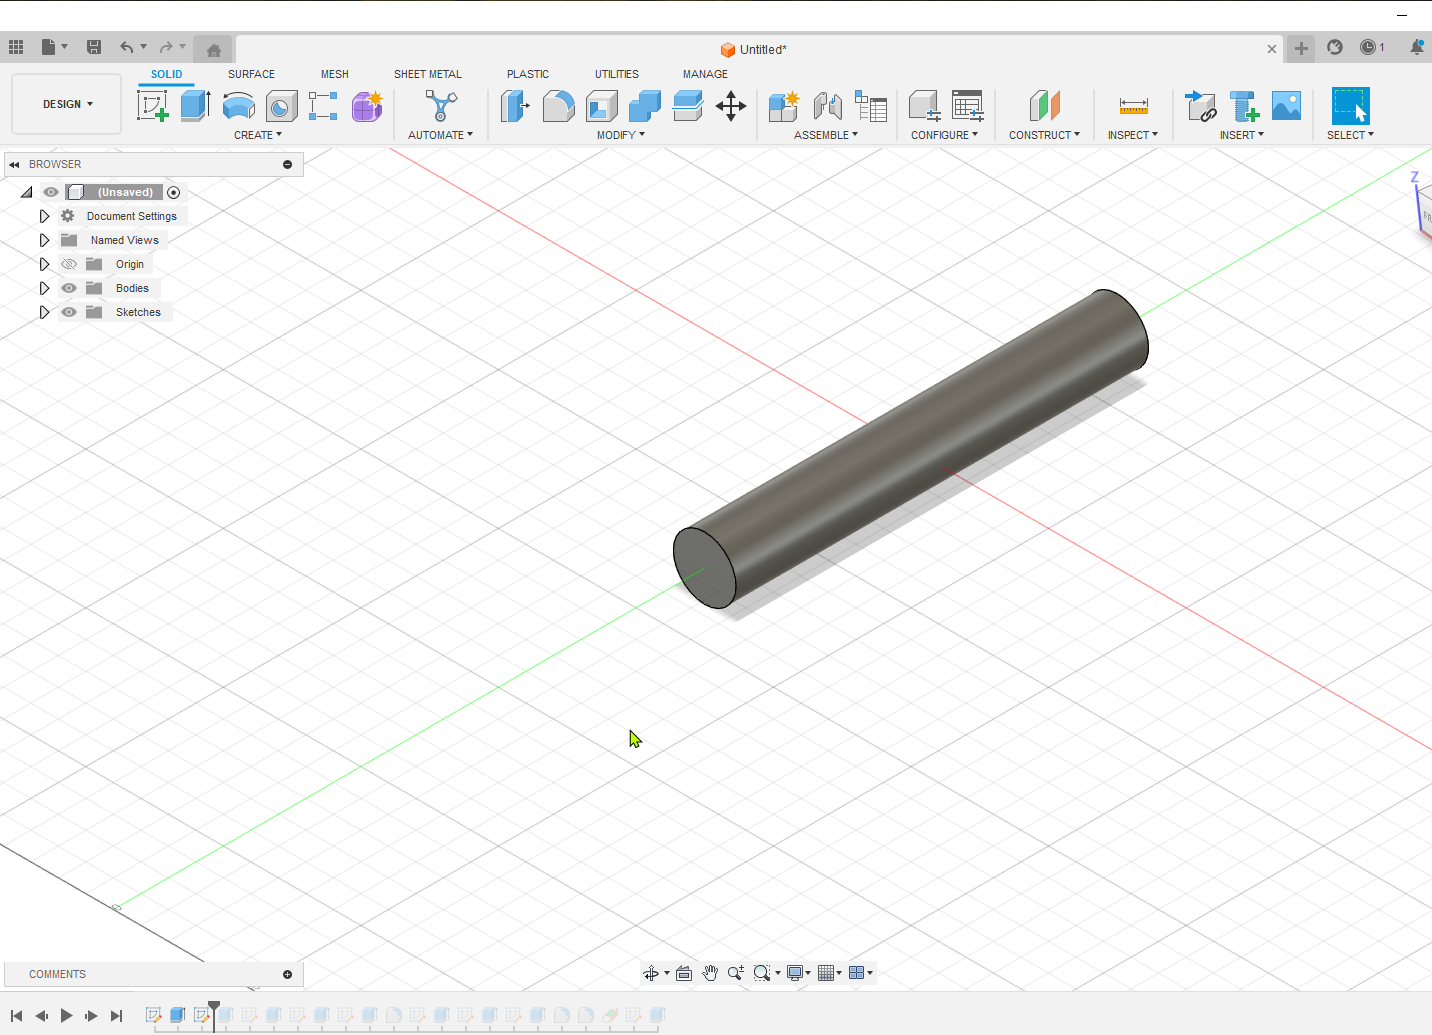 Untitled*
1
SOLID SURFACE MESH SHEET METAL PLASTIC UTILITIES MANAGE
DESIGN
CREATE AUTOMATE MODIFY ASSEMBLE CONFIGURE CONSTRUCT INSPECT INSERT SELECT
BROWSER
(Unsaved)
Document Settings
Named Views
Origin
Bodies
Sketches
Z
COMMENTS